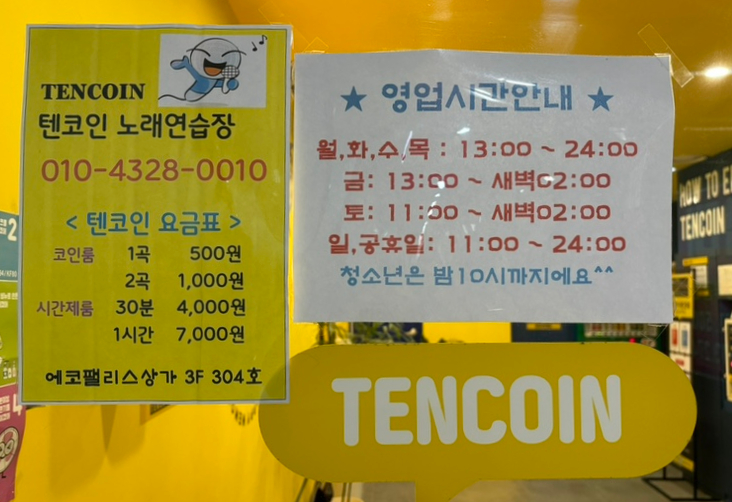 TENCOIN
텐코인 노래연습장
010-4328-0010
< 텐코인 요금표 >
코인룸 1곡 500원
2곡 1,000원
시간제룸 30분 4,000원
1시간 7,000원
에코팰리스상가 3F 304호
★ 영업시간안내 ★
월,화,수,목 : 13:00 ~ 24:00
금: 13:00 ~ 새벽02:00
토: 11:00 ~ 새벽02:00
일,공휴일: 11:00 ~ 24:00
청소년은 밤10시까지에요^^
TENCOIN
HOW TO
TENCOIN
2
4